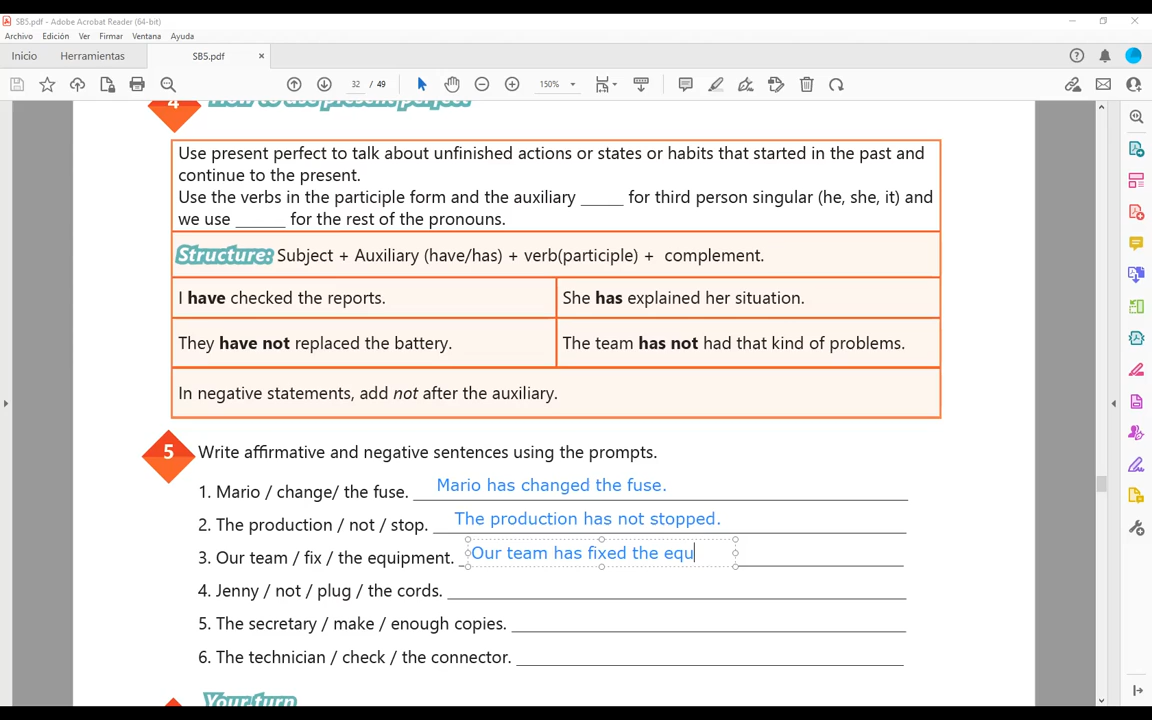 SB5.pdf - Adobe Acrobat Reader (64-bit)
Archivo Edición Ver Firmar Ventana Ayuda
Inicio Herramientas SB5.pdf ×
32 / 49 150%
4 How to use present perfect
Use present perfect to talk about unfinished actions or states or habits that started in the past and
continue to the present.
Use the verbs in the participle form and the auxiliary _____ for third person singular (he, she, it) and
we use ______ for the rest of the pronouns.
Structure: Subject + Auxiliary (have/has) + verb(participle) + complement.
I have checked the reports. She has explained her situation.
They have not replaced the battery. The team has not had that kind of problems.
In negative statements, add not after the auxiliary.
5 Write affirmative and negative sentences using the prompts.
1. Mario / change/ the fuse. Mario has changed the fuse.
2. The production / not / stop. The production has not stopped.
3. Our team / fix / the equipment. Our team has fixed the equ
4. Jenny / not / plug / the cords.
5. The secretary / make / enough copies.
6. The technician / check / the connector.
Your turn